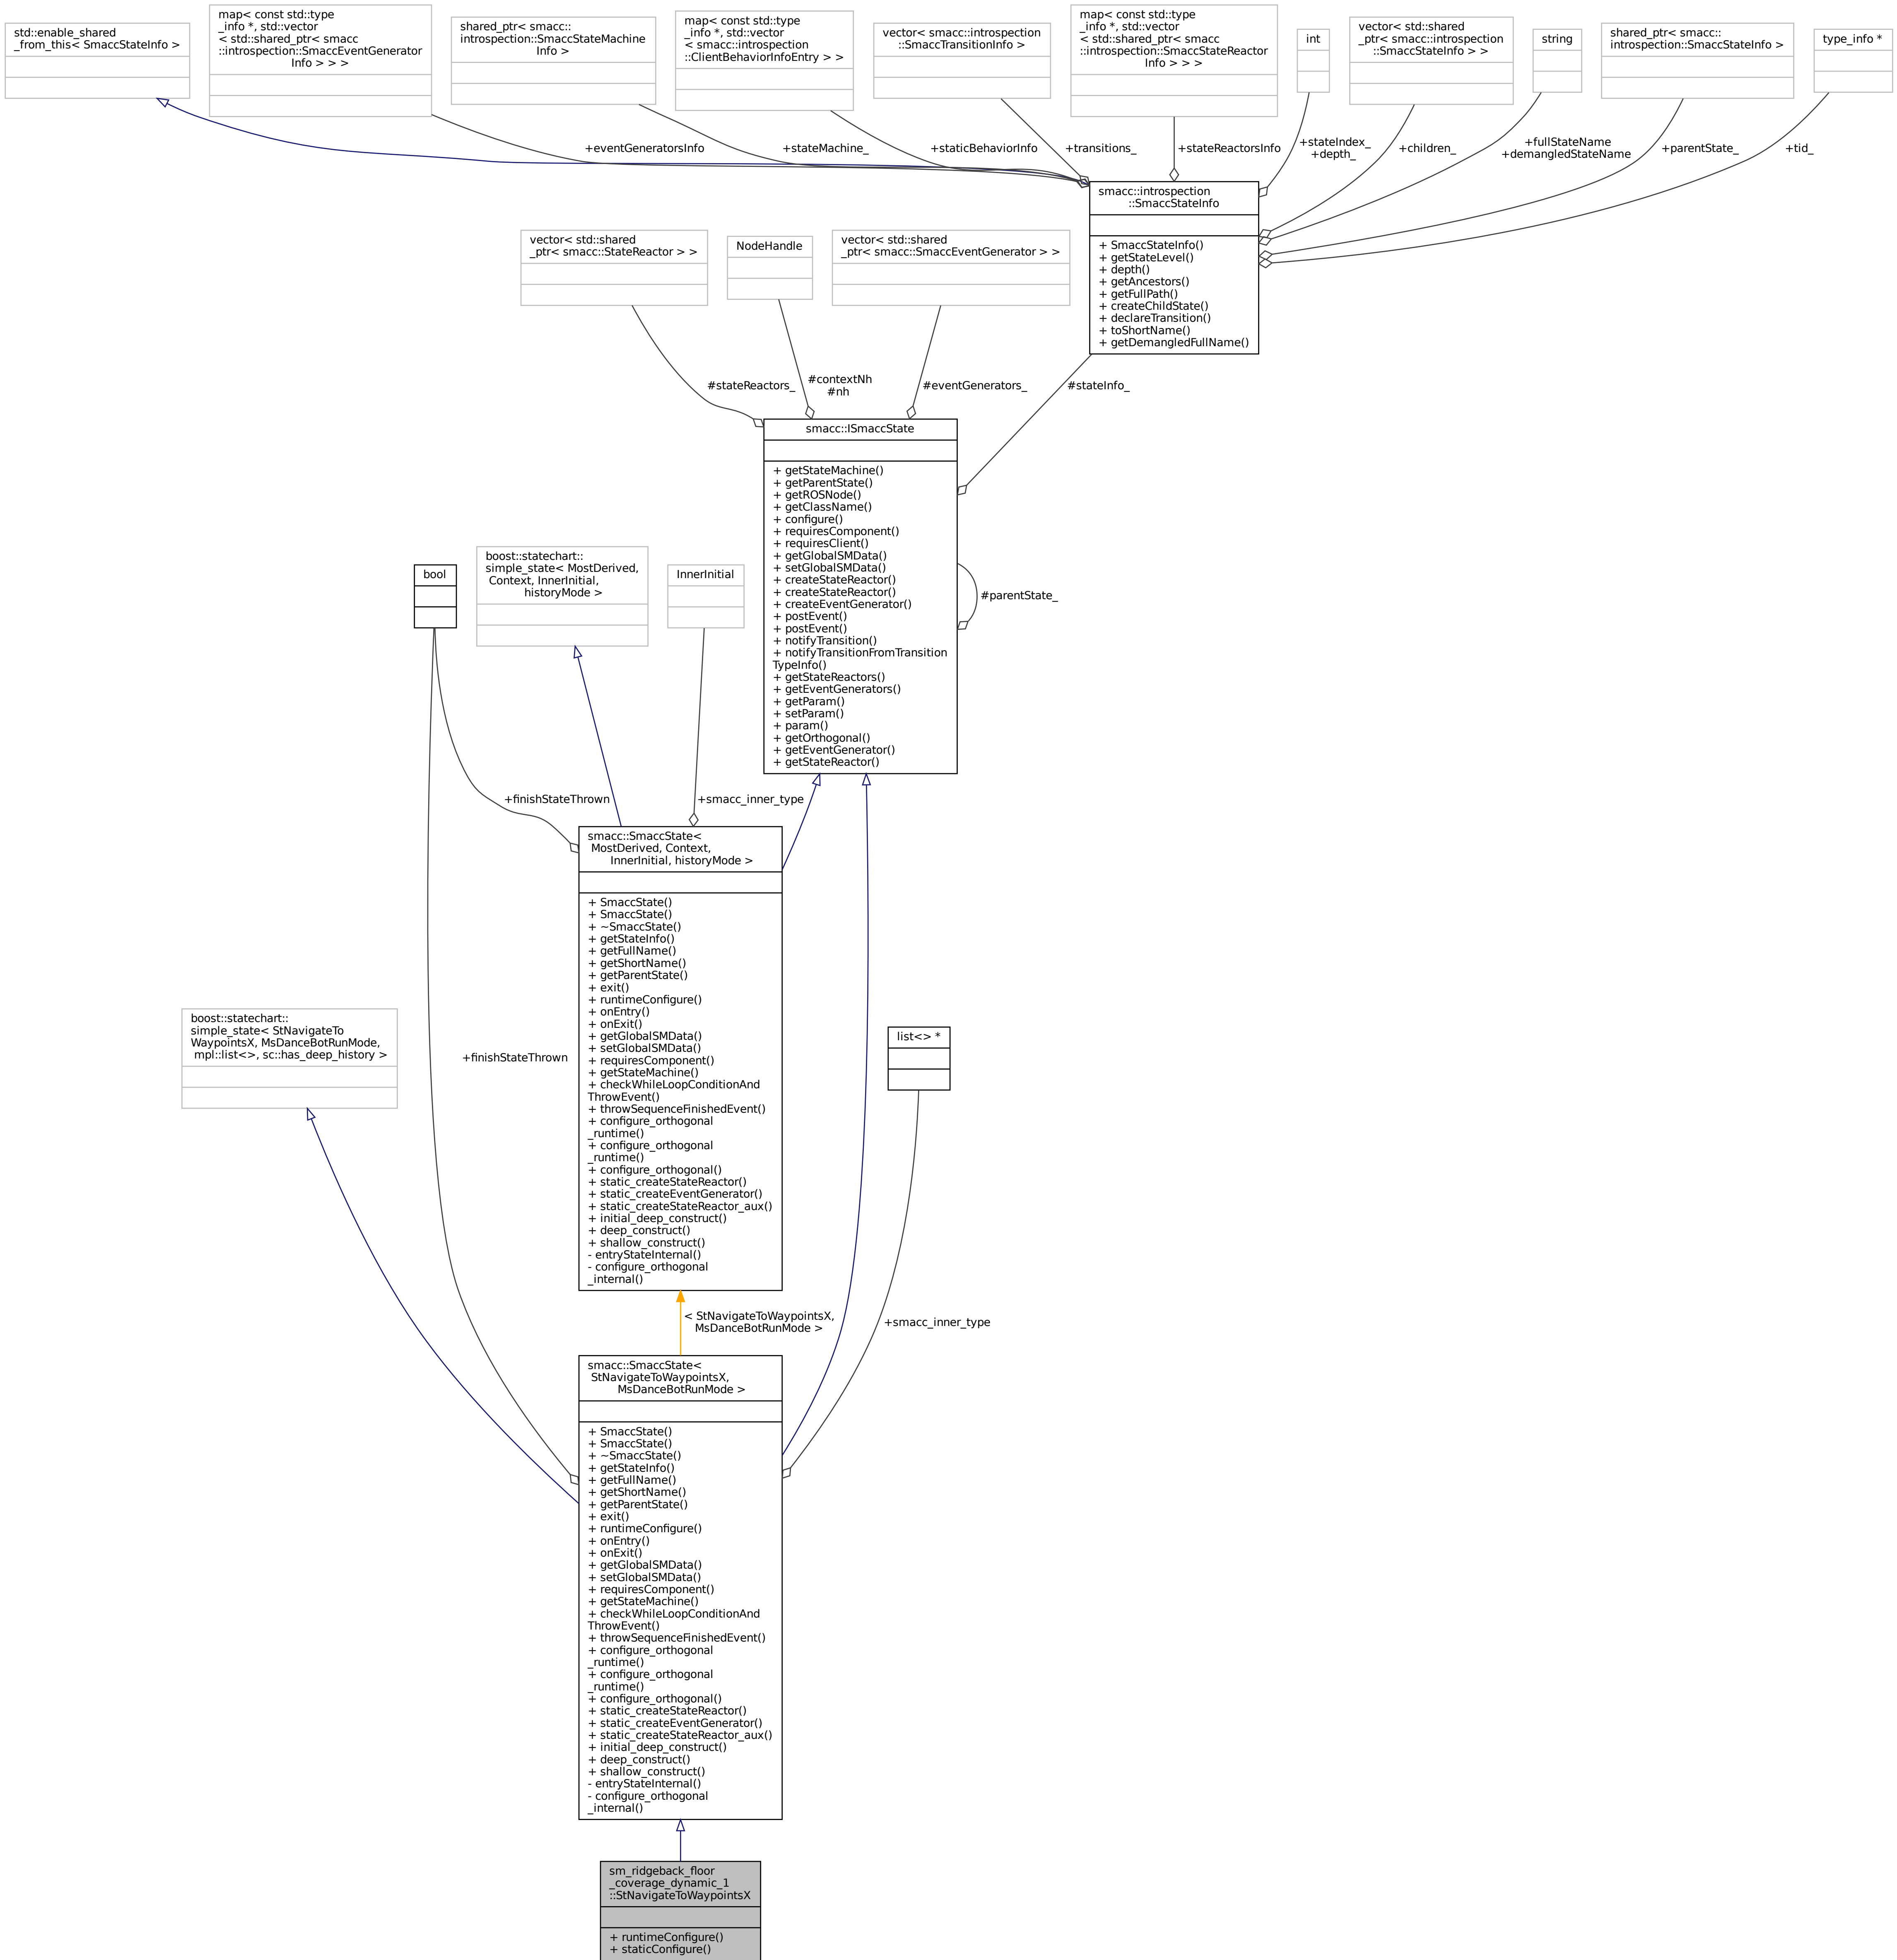 std::enable_shared
_from_this< SmaccStateInfo >
map< const std::type
_info *, std::vector
< std::shared_ptr< smacc
::introspection::SmaccEventGenerator
Info > > >
shared_ptr< smacc::
introspection::SmaccStateMachine
Info >
map< const std::type
_info *, std::vector
< smacc::introspection
::ClientBehaviorInfoEntry > >
vector< smacc::introspection
::SmaccTransitionInfo >
map< const std::type
_info *, std::vector
< std::shared_ptr< smacc
::introspection::SmaccStateReactor
Info > > >
int
vector< std::shared
_ptr< smacc::introspection
::SmaccStateInfo > >
string
shared_ptr< smacc::
introspection::SmaccStateInfo >
type_info *
+eventGeneratorsInfo
+stateMachine_
+staticBehaviorInfo
+transitions_
+stateReactorsInfo
+stateIndex_
+depth_
+children_
+fullStateName
+demangledStateName
+parentState_
+tid_
smacc::introspection
::SmaccStateInfo
+ SmaccStateInfo()
+ getStateLevel()
+ depth()
+ getAncestors()
+ getFullPath()
+ createChildState()
+ declareTransition()
+ toShortName()
+ getDemangledFullName()
vector< std::shared
_ptr< smacc::StateReactor > >
NodeHandle
vector< std::shared
_ptr< smacc::SmaccEventGenerator > >
#stateReactors_
#contextNh
#nh
#eventGenerators_
#stateInfo_
smacc::ISmaccState
+ getStateMachine()
+ getParentState()
+ getROSNode()
+ getClassName()
+ configure()
+ requiresComponent()
+ requiresClient()
+ getGlobalSMData()
+ setGlobalSMData()
+ createStateReactor()
+ createStateReactor()
+ createEventGenerator()
+ postEvent()
+ postEvent()
+ notifyTransition()
+ notifyTransitionFromTransition
TypeInfo()
+ getStateReactors()
+ getEventGenerators()
+ getParam()
+ setParam()
+ param()
+ getOrthogonal()
+ getEventGenerator()
+ getStateReactor()
#parentState_
bool
boost::statechart::
simple_state< MostDerived,
Context, InnerInitial,
historyMode >
InnerInitial
+finishStateThrown
+smacc_inner_type
smacc::SmaccState<
MostDerived, Context,
InnerInitial, historyMode >
+ SmaccState()
+ SmaccState()
+ ~SmaccState()
+ getStateInfo()
+ getFullName()
+ getShortName()
+ getParentState()
+ exit()
+ runtimeConfigure()
+ onEntry()
+ onExit()
+ getGlobalSMData()
+ setGlobalSMData()
+ requiresComponent()
+ getStateMachine()
+ checkWhileLoopConditionAnd
ThrowEvent()
+ throwSequenceFinishedEvent()
+ configure_orthogonal
_runtime()
+ configure_orthogonal
_runtime()
+ configure_orthogonal()
+ static_createStateReactor()
+ static_createEventGenerator()
+ static_createStateReactor_aux()
+ initial_deep_construct()
+ deep_construct()
+ shallow_construct()
- entryStateInternal()
- configure_orthogonal
_internal()
boost::statechart::
simple_state< StNavigateTo
WaypointsX, MsDanceBotRunMode,
mpl::list<>, sc::has_deep_history >
+finishStateThrown
list<> *
< StNavigateToWaypointsX,
MsDanceBotRunMode >
+smacc_inner_type
smacc::SmaccState<
StNavigateToWaypointsX,
MsDanceBotRunMode >
+ SmaccState()
+ SmaccState()
+ ~SmaccState()
+ getStateInfo()
+ getFullName()
+ getShortName()
+ getParentState()
+ exit()
+ runtimeConfigure()
+ onEntry()
+ onExit()
+ getGlobalSMData()
+ setGlobalSMData()
+ requiresComponent()
+ getStateMachine()
+ checkWhileLoopConditionAnd
ThrowEvent()
+ throwSequenceFinishedEvent()
+ configure_orthogonal
_runtime()
+ configure_orthogonal
_runtime()
+ configure_orthogonal()
+ static_createStateReactor()
+ static_createEventGenerator()
+ static_createStateReactor_aux()
+ initial_deep_construct()
+ deep_construct()
+ shallow_construct()
- entryStateInternal()
- configure_orthogonal
_internal()
sm_ridgeback_floor
_coverage_dynamic_1
::StNavigateToWaypointsX
+ runtimeConfigure()
+ staticConfigure()